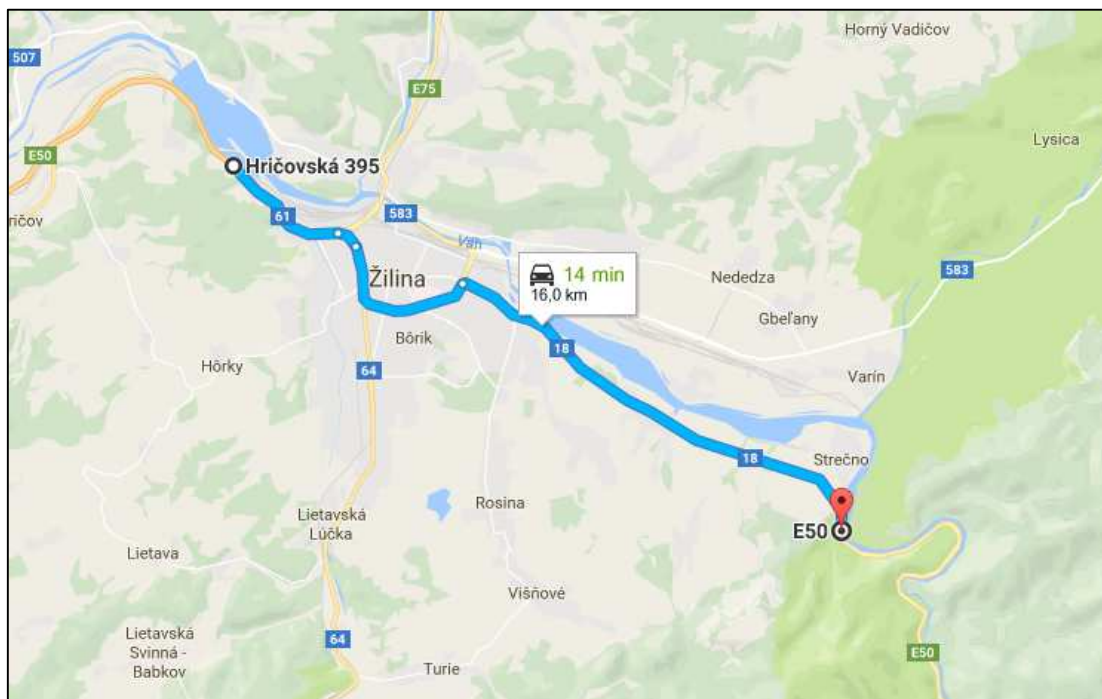 Horný Vadičov
507
E75
Lysica
E50
Hričovská 395
ričov
61
583
Váh
583
Žilina
14 min
16,0 km
Nededza
Gbeľany
Bôrik
18
Hôrky
64
Varín
18
Strečno
Rosina
Lietavská
Lúčka
E50
Lietava
Višňové
Lietavská
Svinná -
Babkov
64
E50
Turie